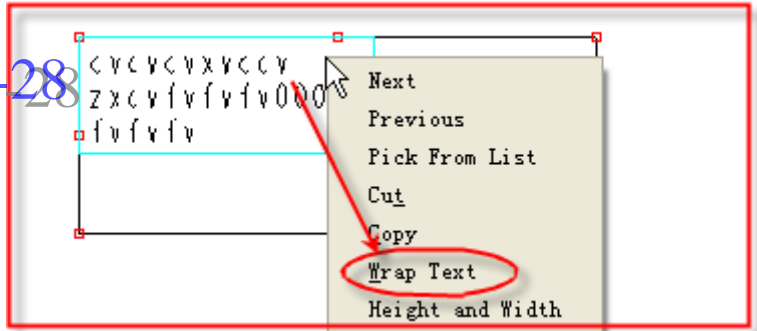 -28
cvcvcvxvccv
zxcvfvfvfv000
fvfvfv
Next
Previous
Pick From List
Cut
Copy
Wrap Text
Height and Width